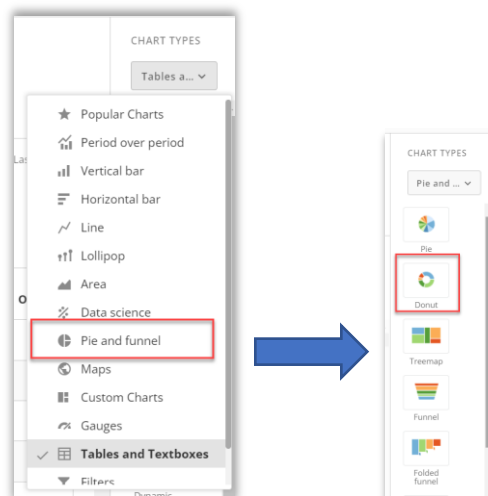 CHART TYPES
Tables a...
Popular Charts
Period over period
Las
Vertical bar
Horizontal bar
Line
Lollipop
Area
O
Data science
Pie and funnel
Maps
Custom Charts
Gauges
Tables and Textboxes
Filters
Dynamic
CHART TYPES
Pie and ...
Pie
Donut
Treemap
Funnel
Folded
funnel